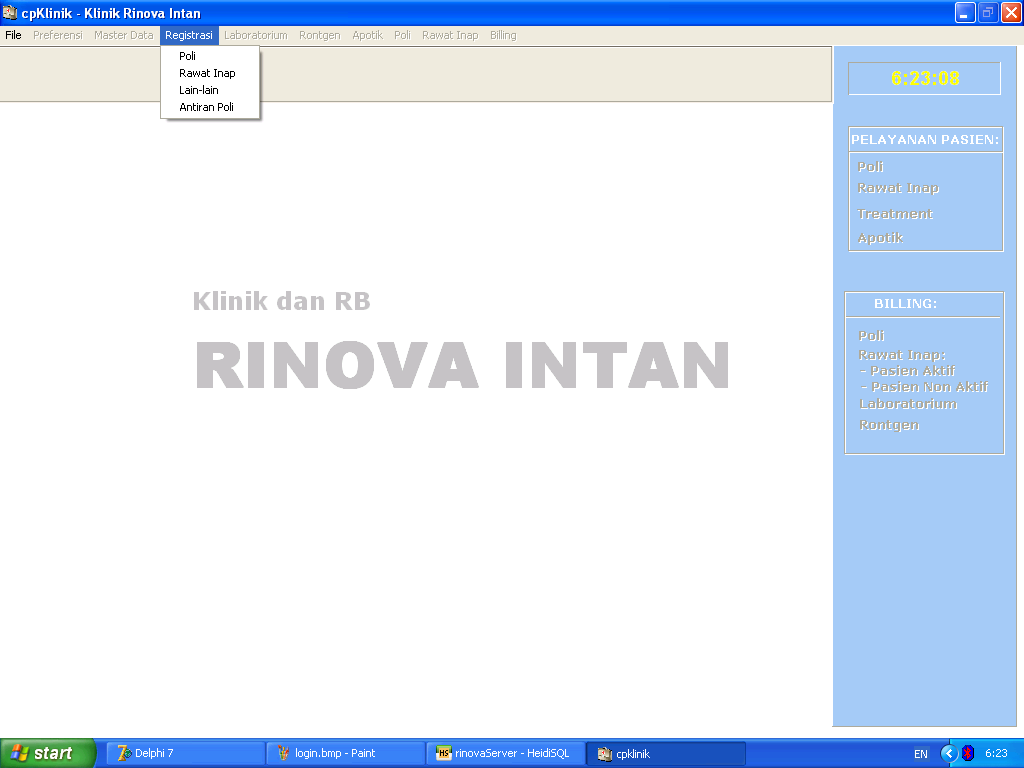 cpKlinik - Klinik Rinova Intan
File Preferensi Master Data Registrasi Laboratorium Rontgen Apotik Poli Rawat Inap Billing
Poli
Rawat Inap
Lain-lain
Antiran Poli
6:23:08
PELAYANAN PASIEN:
Poli
Rawat Inap
Treatment
Apotik
Klinik dan RB
RINOVA INTAN
BILLING:
Poli
Rawat Inap:
- Pasien Aktif
- Pasien Non Aktif
Laboratorium
Rontgen
start 7 Delphi 7 login.bmp - Paint HS rinovaServer - HeidiSQL cpklinik EN 6:23